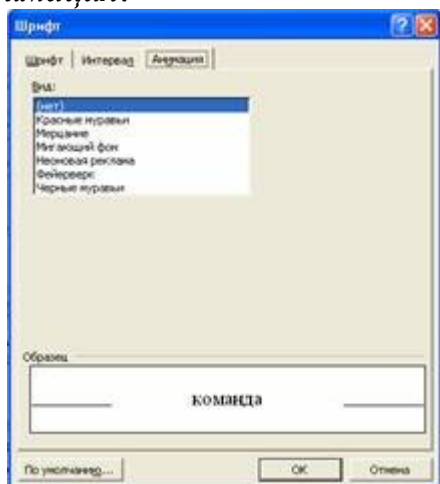 Шрифт
Шрифт Интервал Анимация
Вид:
(нет)
Красные муравьи
Мерцание
Мигающий фон
Неоновая реклама
Фейерверк
Черные муравьи
Образец
команда
По умолчанию... ОК Отмена